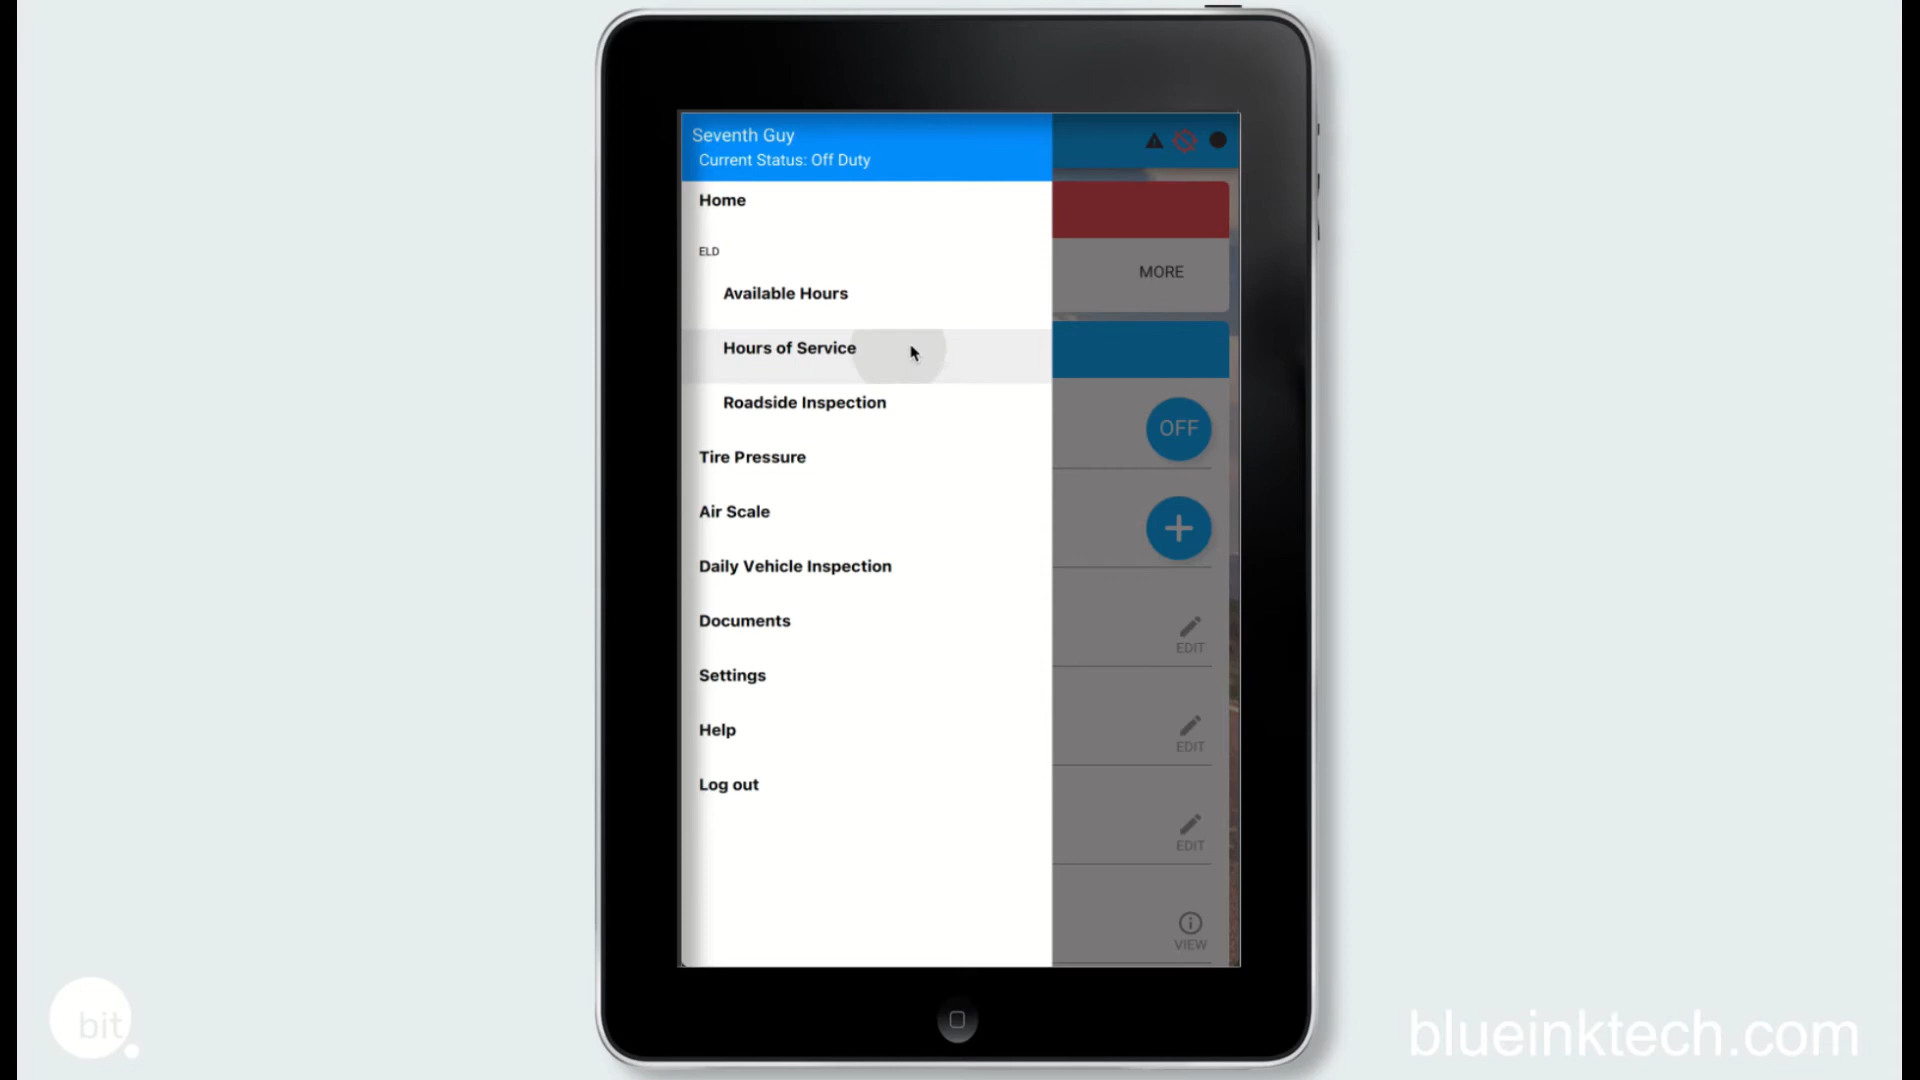 Seventh Guy
Current Status: Off Duty
Home
ELD
Available Hours
MORE
Hours of Service
Roadside Inspection
OFF
Tire Pressure
Air Scale
Daily Vehicle Inspection
Documents
EDIT
Settings
Help
EDIT
Log out
EDIT
VIEW
bit.
blueinktech.com